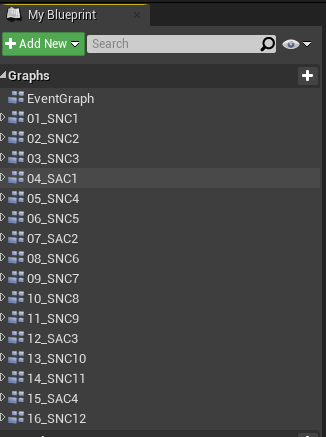 My Blueprint
Add New Search
Graphs
EventGraph
01_SNC1
02_SNC2
03_SNC3
04_SAC1
05_SNC4
06_SNC5
07_SAC2
08_SNC6
09_SNC7
10_SNC8
11_SNC9
12_SAC3
13_SNC10
14_SNC11
15_SAC4
16_SNC12